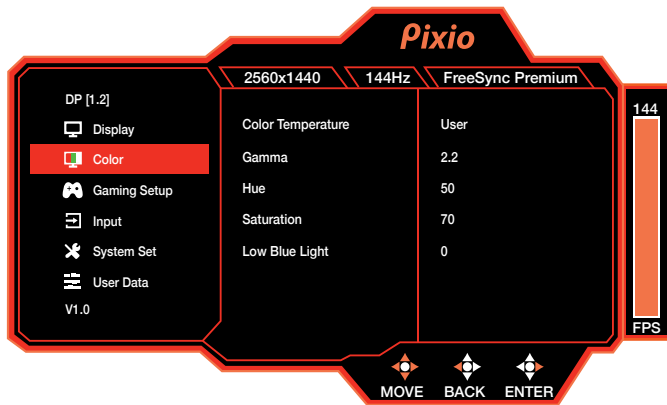 Pixio
2560x1440 144Hz FreeSync Premium
144
DP [1.2]
Display
Color
Gaming Setup
Input
System Set
User Data
V1.0
Color Temperature User
Gamma 2.2
Hue 50
Saturation 70
Low Blue Light 0
FPS
MOVE BACK ENTER